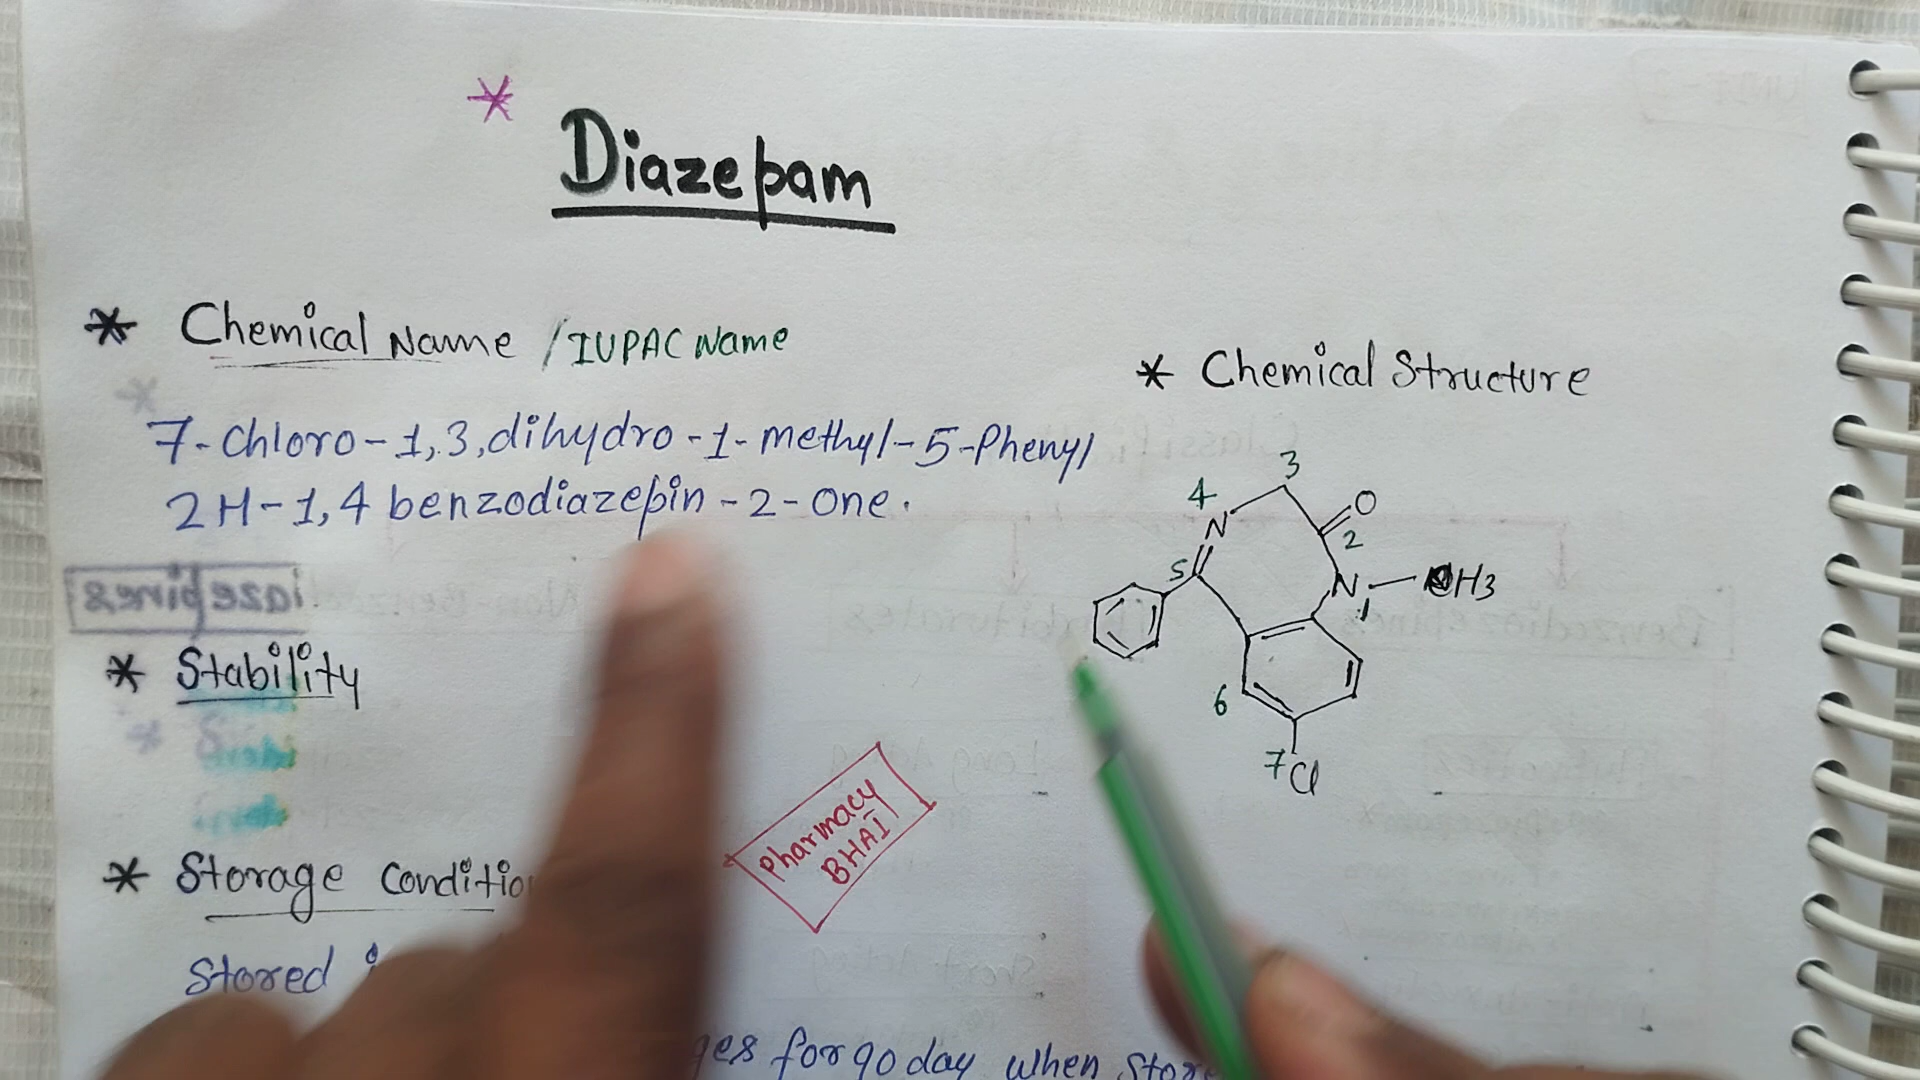 * Diazepam
* Chemical Name / IUPAC Name
7-Chloro-1,3,dihydro-1-methyl-5-Phenyl
2H-1,4 benzodiazepin-2-one.
* Chemical Structure
3
4
N
O
2
5
N
1
CH3
6
7
Cl
* Stability
Pharmacy
BHAI
* Storage
Stored
for 90 day when